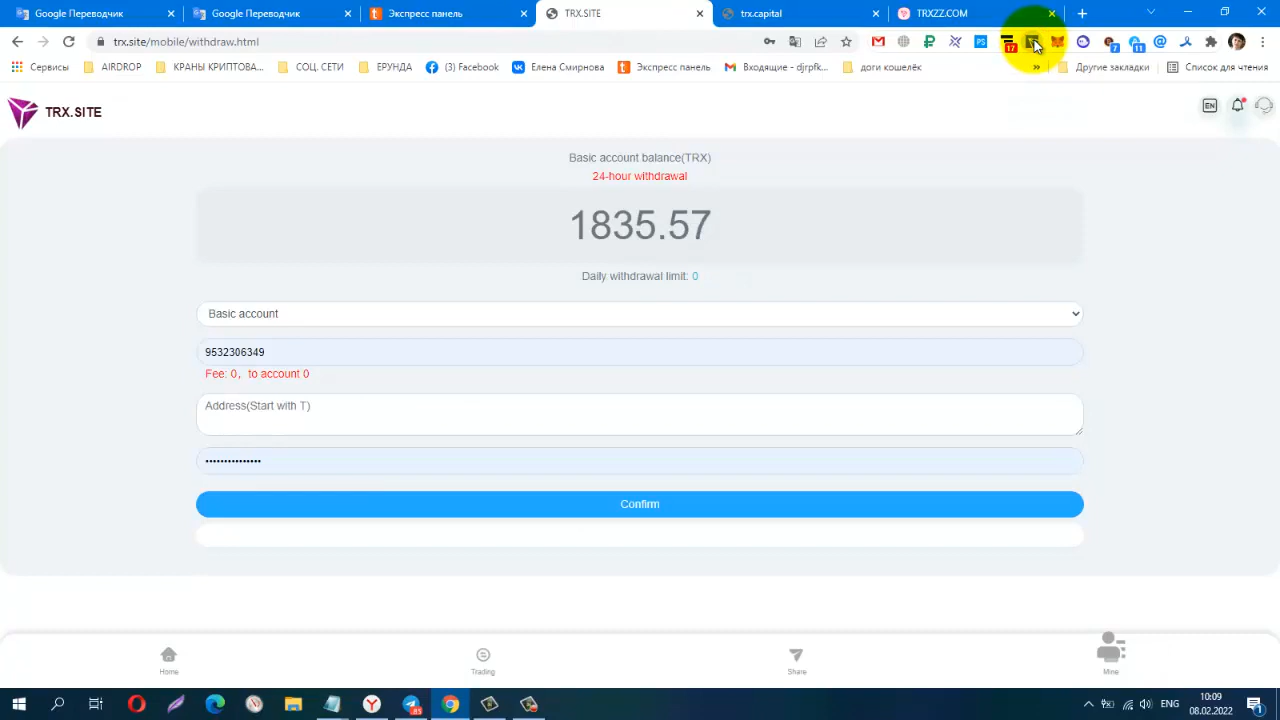 Google Переводчик
Google Переводчик
Экспресс панель
TRX.SITE
trx.capital
TRXZZ.COM
trx.site/mobile/withdraw.html
17
7
11
Сервисы
AIRDROP
КРАНЫ КРИПТОВА...
СОЦ СЕТИ
ЕРУНДА
(3) Facebook
Елена Смирнова
Экспресс панель
Входящие - djrpfk...
доги кошелёк
»
Другие закладки
Список для чтения
TRX.SITE
EN
Basic account balance(TRX)
24-hour withdrawal
1835.57
Daily withdrawal limit: 0
Basic account
9532306349
Fee: 0, to account 0
Address(Start with T)
Confirm
Home
Trading
Share
Mine
ENG
10:09
08.02.2022